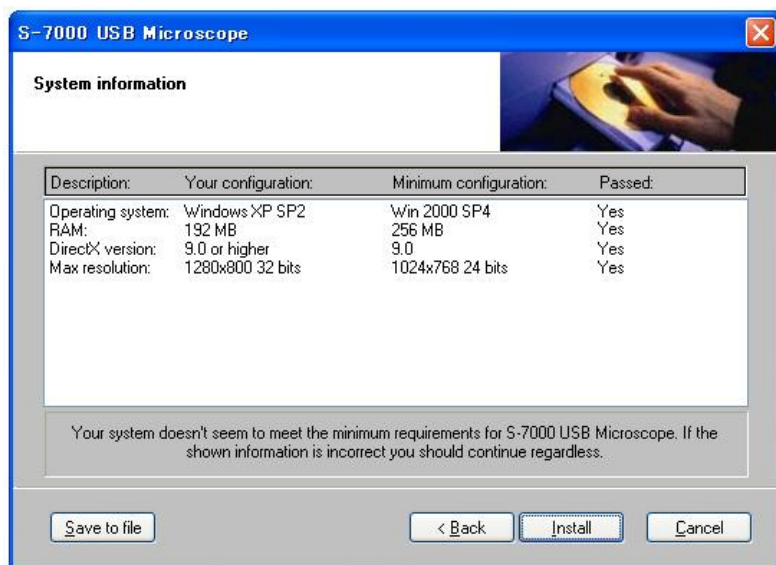 S-7000 USB Microscope
System information
Description: Your configuration: Minimum configuration: Passed:
Operating system: Windows XP SP2 Win 2000 SP4 Yes
RAM: 192 MB 256 MB Yes
DirectX version: 9.0 or higher 9.0 Yes
Max resolution: 1280x800 32 bits 1024x768 24 bits Yes
Your system doesn't seem to meet the minimum requirements for S-7000 USB Microscope. If the
shown information is incorrect you should continue regardless.
Save to file < Back Install Cancel